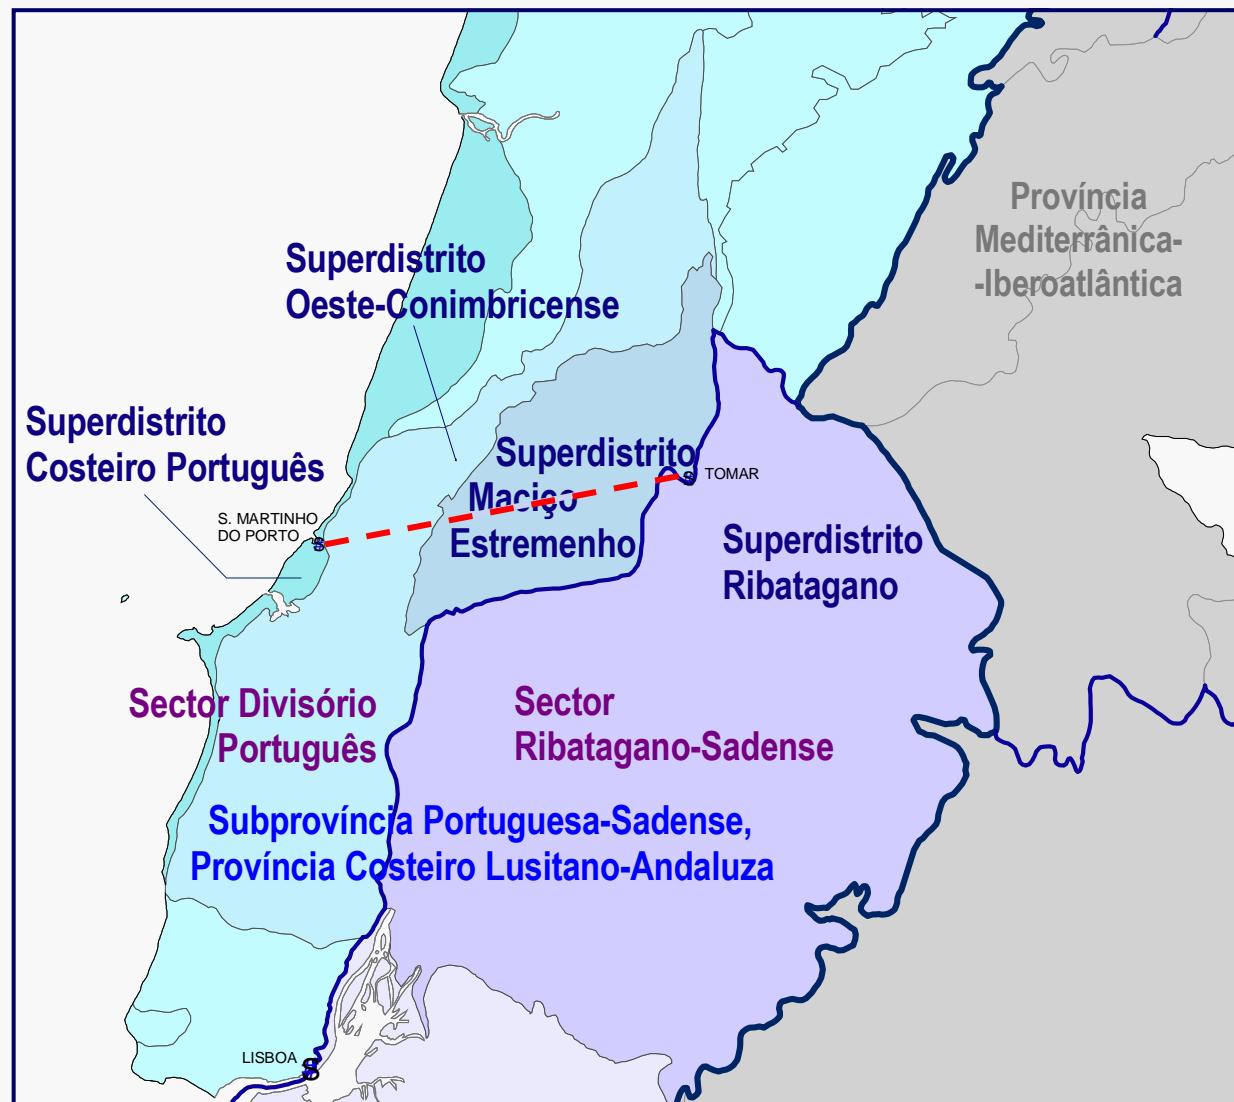 Província
Mediterrânica-
-Iberoatlântica
Superdistrito
Oeste-Conimbricense
Superdistrito
Costeiro Português
Superdistrito
Maciço
Estremenho
TOMAR
S. MARTINHO
DO PORTO
Superdistrito
Ribatagano
Sector Divisório
Português
Sector
Ribatagano-Sadense
Subprovíncia Portuguesa-Sadense,
Província Costeiro Lusitano-Andaluza
LISBOA